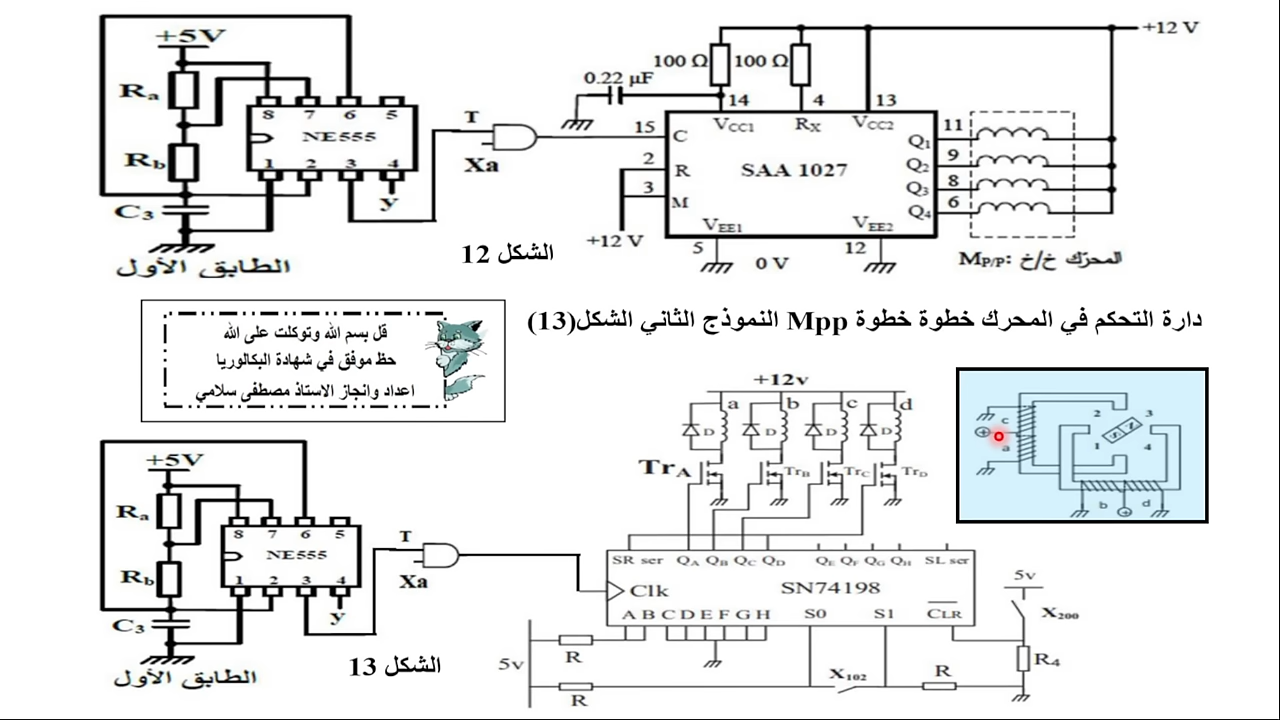 +5V
Ra
Rb
C3
8 7 6 5
NE555
1 2 3 4
y
الطابق الأول
T
Xa
الشكل 12
+12 V
100 Ω 100 Ω
0.22 µF
14 4 13
VCC1 RX VCC2
15 C
2 R
3 M
SAA 1027
Q1 11
Q2 9
Q3 8
Q4 6
VEE1 VEE2
+12 V
5 0 V 12
المحرّك خ/خ :MP/P
دارة التحكم في المحرك خطوة خطوة Mpp النموذج الثاني الشكل(13)
قل بسم الله وتوكلت على الله
حظ موفق في شهادة البكالوريا
اعداد وانجاز الاستاذ مصطفى سلامي
+12v
a b c d
D D D D
TrA TrB TrC TrD
2 3
c
a
1 4
b d
+5V
Ra
Rb
C3
8 7 6 5
NE555
1 2 3 4
y
الطابق الأول
T
Xa
الشكل 13
SR ser QA QB QC QD QE QF QG QH SL ser
Clk
SN74198
A B C D E F G H S0 S1 CLR
5v
R
R
X102
R
5v
X200
R4